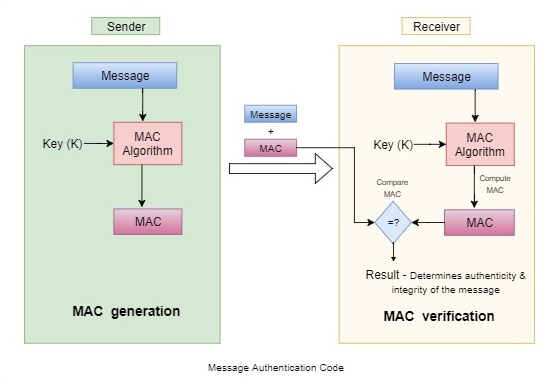 Sender
Message
Key (K)
MAC
Algorithm
MAC
MAC generation
Message
+
MAC
Receiver
Message
Key (K)
MAC
Algorithm
Compute
MAC
Compare
MAC
=?
MAC
Result - Determines authenticity &
integrity of the message
MAC verification
Message Authentication Code